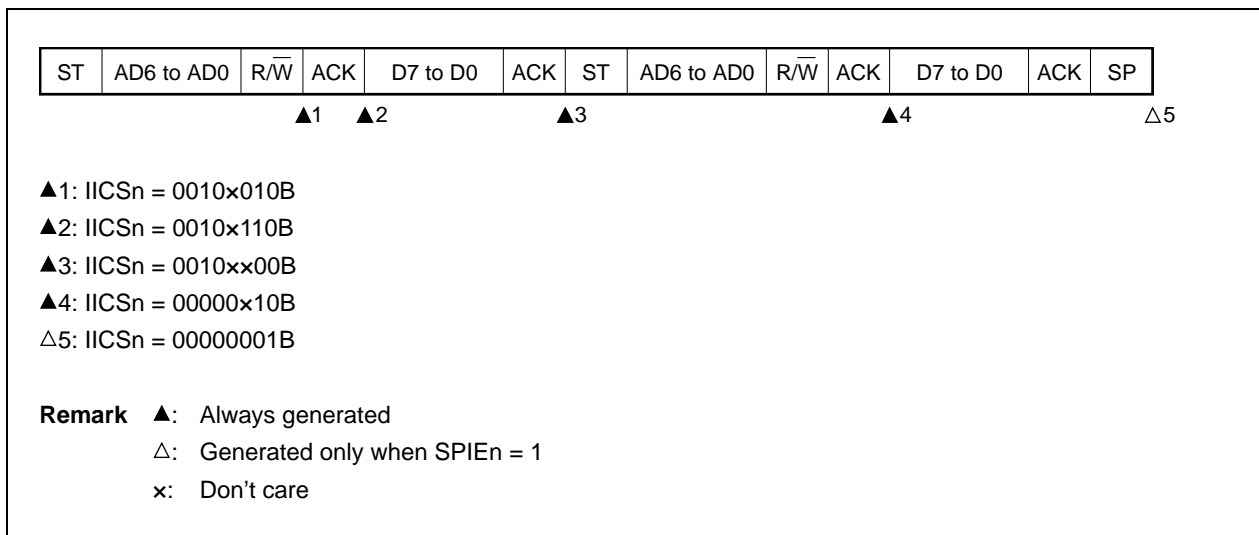 ST AD6 to AD0 R/W̅ ACK D7 to D0 ACK ST AD6 to AD0 R/W̅ ACK D7 to D0 ACK SP
▲1 ▲2 ▲3 ▲4 △5
▲1: IICSn = 0010×010B
▲2: IICSn = 0010×110B
▲3: IICSn = 0010××00B
▲4: IICSn = 00000×10B
△5: IICSn = 00000001B
Remark ▲: Always generated
△: Generated only when SPIEn = 1
×: Don't care